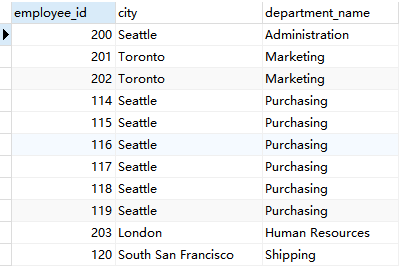 employee_id city department_name
200 Seattle Administration
201 Toronto Marketing
202 Toronto Marketing
114 Seattle Purchasing
115 Seattle Purchasing
116 Seattle Purchasing
117 Seattle Purchasing
118 Seattle Purchasing
119 Seattle Purchasing
203 London Human Resources
120 South San Francisco Shipping